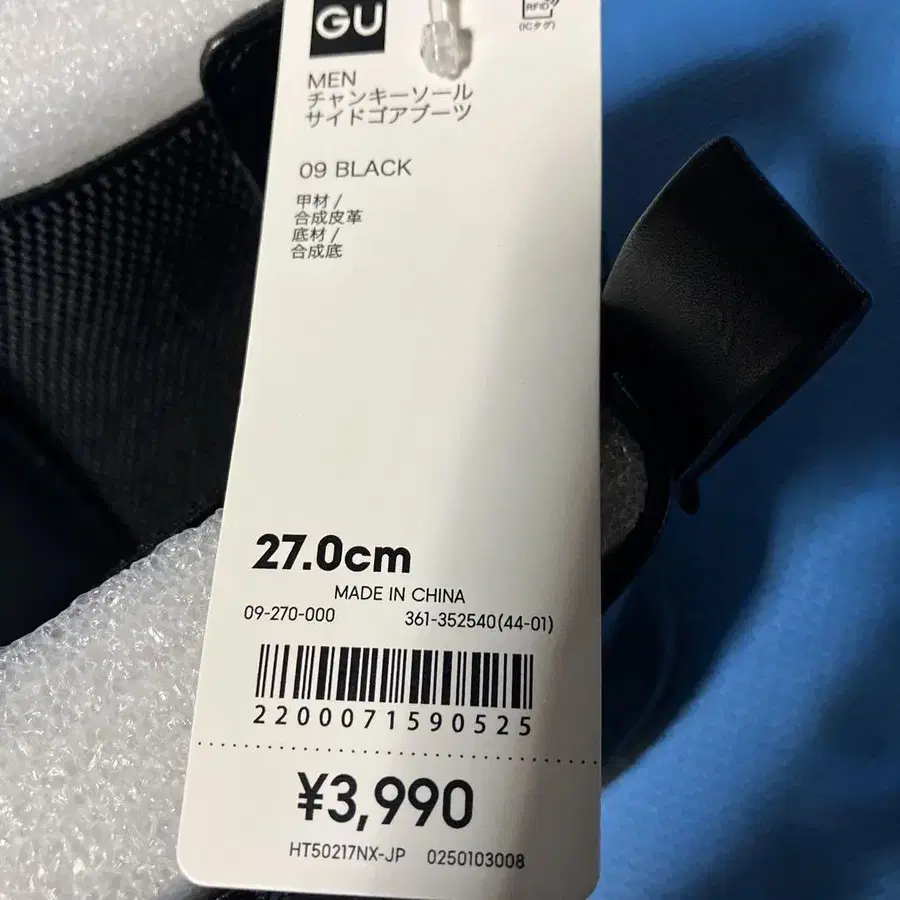 GU
RFID
(ICタグ)
MEN
チャンキーソール
サイドゴアブーツ
09 BLACK
甲材 /
合成皮革
底材 /
合成底
27.0cm
MADE IN CHINA
09-270-000 361-352540(44-01)
2200071590525
¥3,990
HT50217NX-JP 0250103008